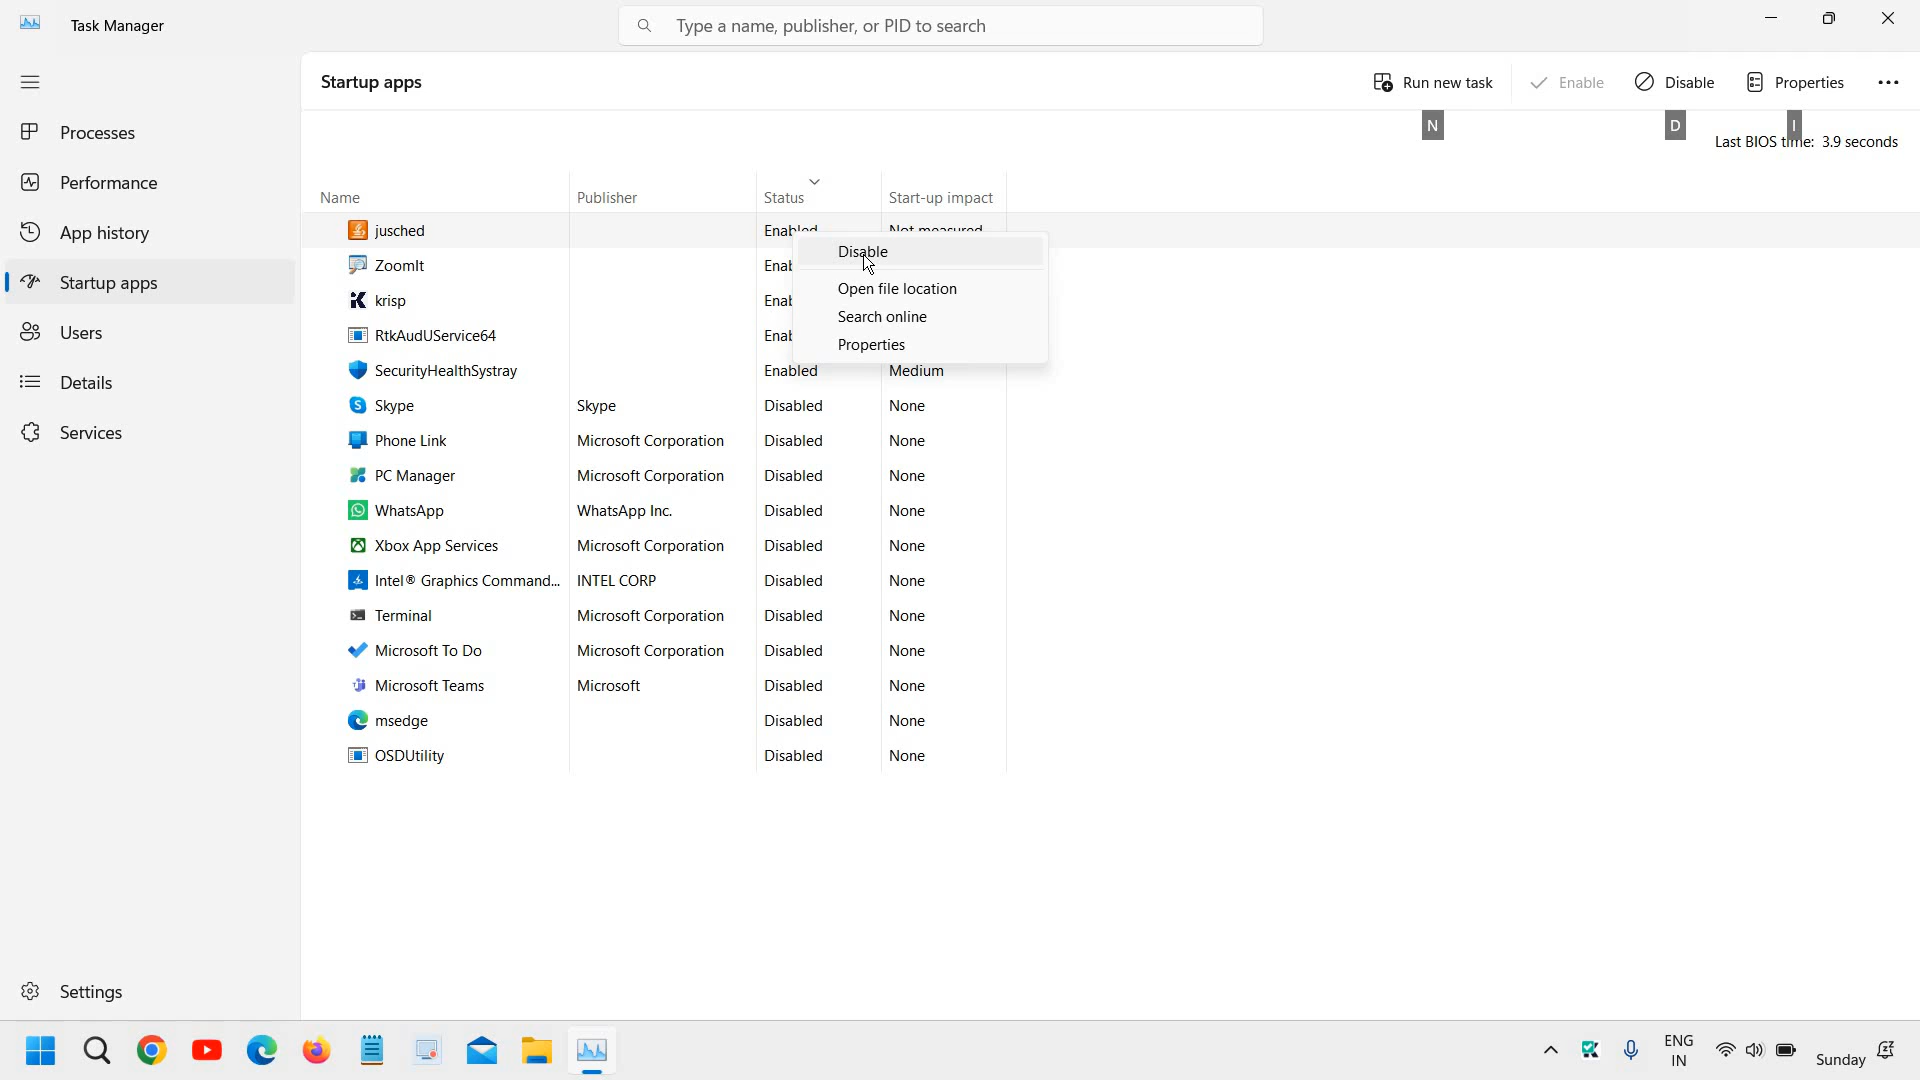 Task Manager
Type a name, publisher, or PID to search
Startup apps
Run new task
Enable
Disable
Properties
N
D
I
Last BIOS time: 3.9 seconds
Processes
Performance
App history
Startup apps
Users
Details
Services
Settings
Name Publisher Status Start-up impact
jusched Enabled Not measured
ZoomIt Enab
krisp Enab
RtkAudUService64 Enab
SecurityHealthSystray Enabled Medium
Skype Skype Disabled None
Phone Link Microsoft Corporation Disabled None
PC Manager Microsoft Corporation Disabled None
WhatsApp WhatsApp Inc. Disabled None
Xbox App Services Microsoft Corporation Disabled None
Intel® Graphics Command... INTEL CORP Disabled None
Terminal Microsoft Corporation Disabled None
Microsoft To Do Microsoft Corporation Disabled None
Microsoft Teams Microsoft Disabled None
msedge Disabled None
OSDUtility Disabled None
Disable
Open file location
Search online
Properties
ENG
IN
Sunday